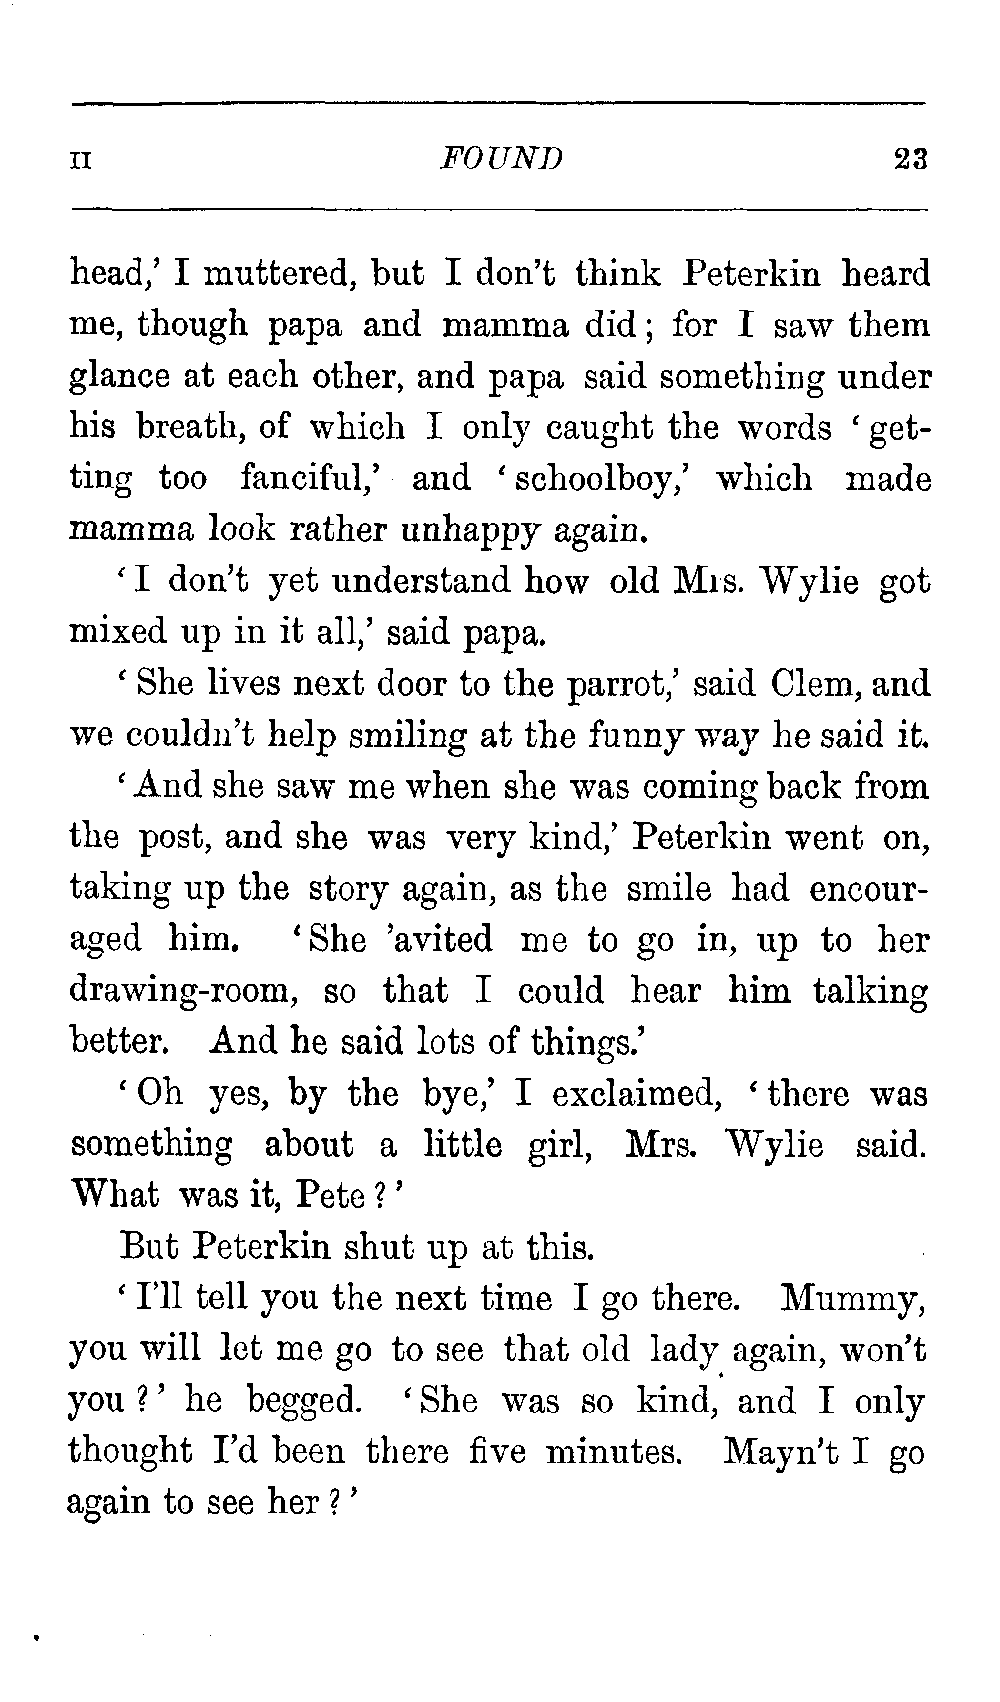 II FOUND 23
head,’ I muttered, but I don’t think Peterkin heard
me, though papa and mamma did; for I saw them
glance at each other, and papa said something under
his breath, of which I only caught the words ‘get-
ting too fanciful,’ and ‘schoolboy,’ which made
mamma look rather unhappy again.
‘I don’t yet understand how old Mrs. Wylie got
mixed up in it all,’ said papa.
‘She lives next door to the parrot,’ said Clem, and
we couldn’t help smiling at the funny way he said it.
‘And she saw me when she was coming back from
the post, and she was very kind,’ Peterkin went on,
taking up the story again, as the smile had encour-
aged him. ‘She ’avited me to go in, up to her
drawing-room, so that I could hear him talking
better. And he said lots of things.’
‘Oh yes, by the bye,’ I exclaimed, ‘there was
something about a little girl, Mrs. Wylie said.
What was it, Pete?’
But Peterkin shut up at this.
‘I’ll tell you the next time I go there. Mummy,
you will let me go to see that old lady again, won’t
you?’ he begged. ‘She was so kind, and I only
thought I’d been there five minutes. Mayn’t I go
again to see her?’